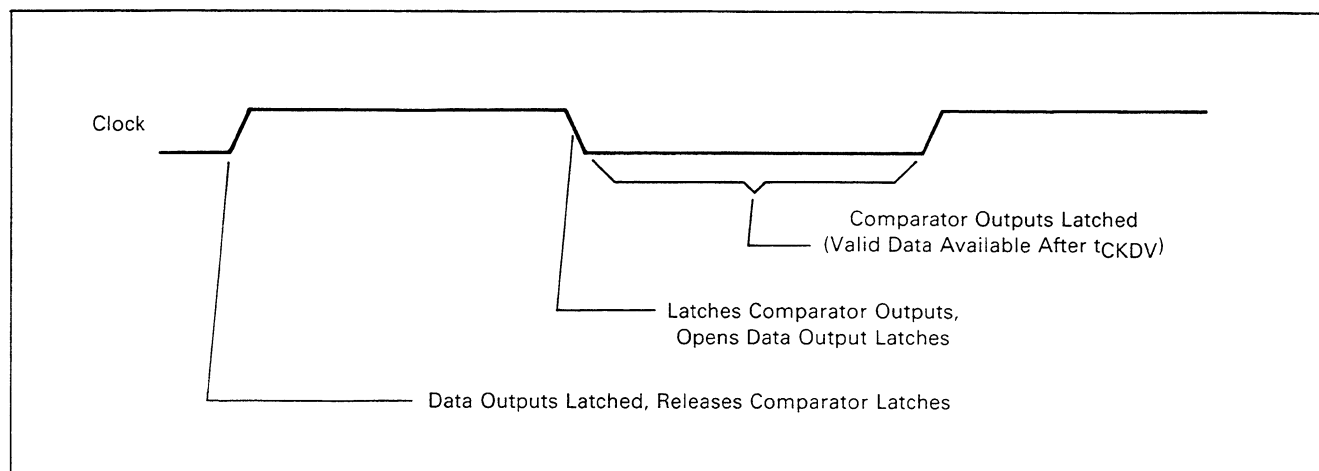 Clock
Comparator Outputs Latched
(Valid Data Available After tCKDV)
Latches Comparator Outputs,
Opens Data Output Latches
Data Outputs Latched, Releases Comparator Latches